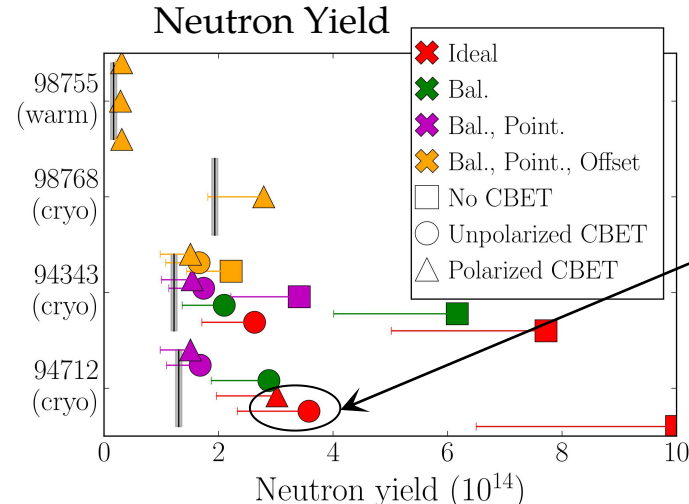 Neutron Yield
98755
(warm)
98768
(cryo)
94343
(cryo)
94712
(cryo)
Ideal
Bal.
Bal., Point.
Bal., Point., Offset
No CBET
Unpolarized CBET
Polarized CBET
0 2 4 6 8 10
Neutron yield (10¹⁴)